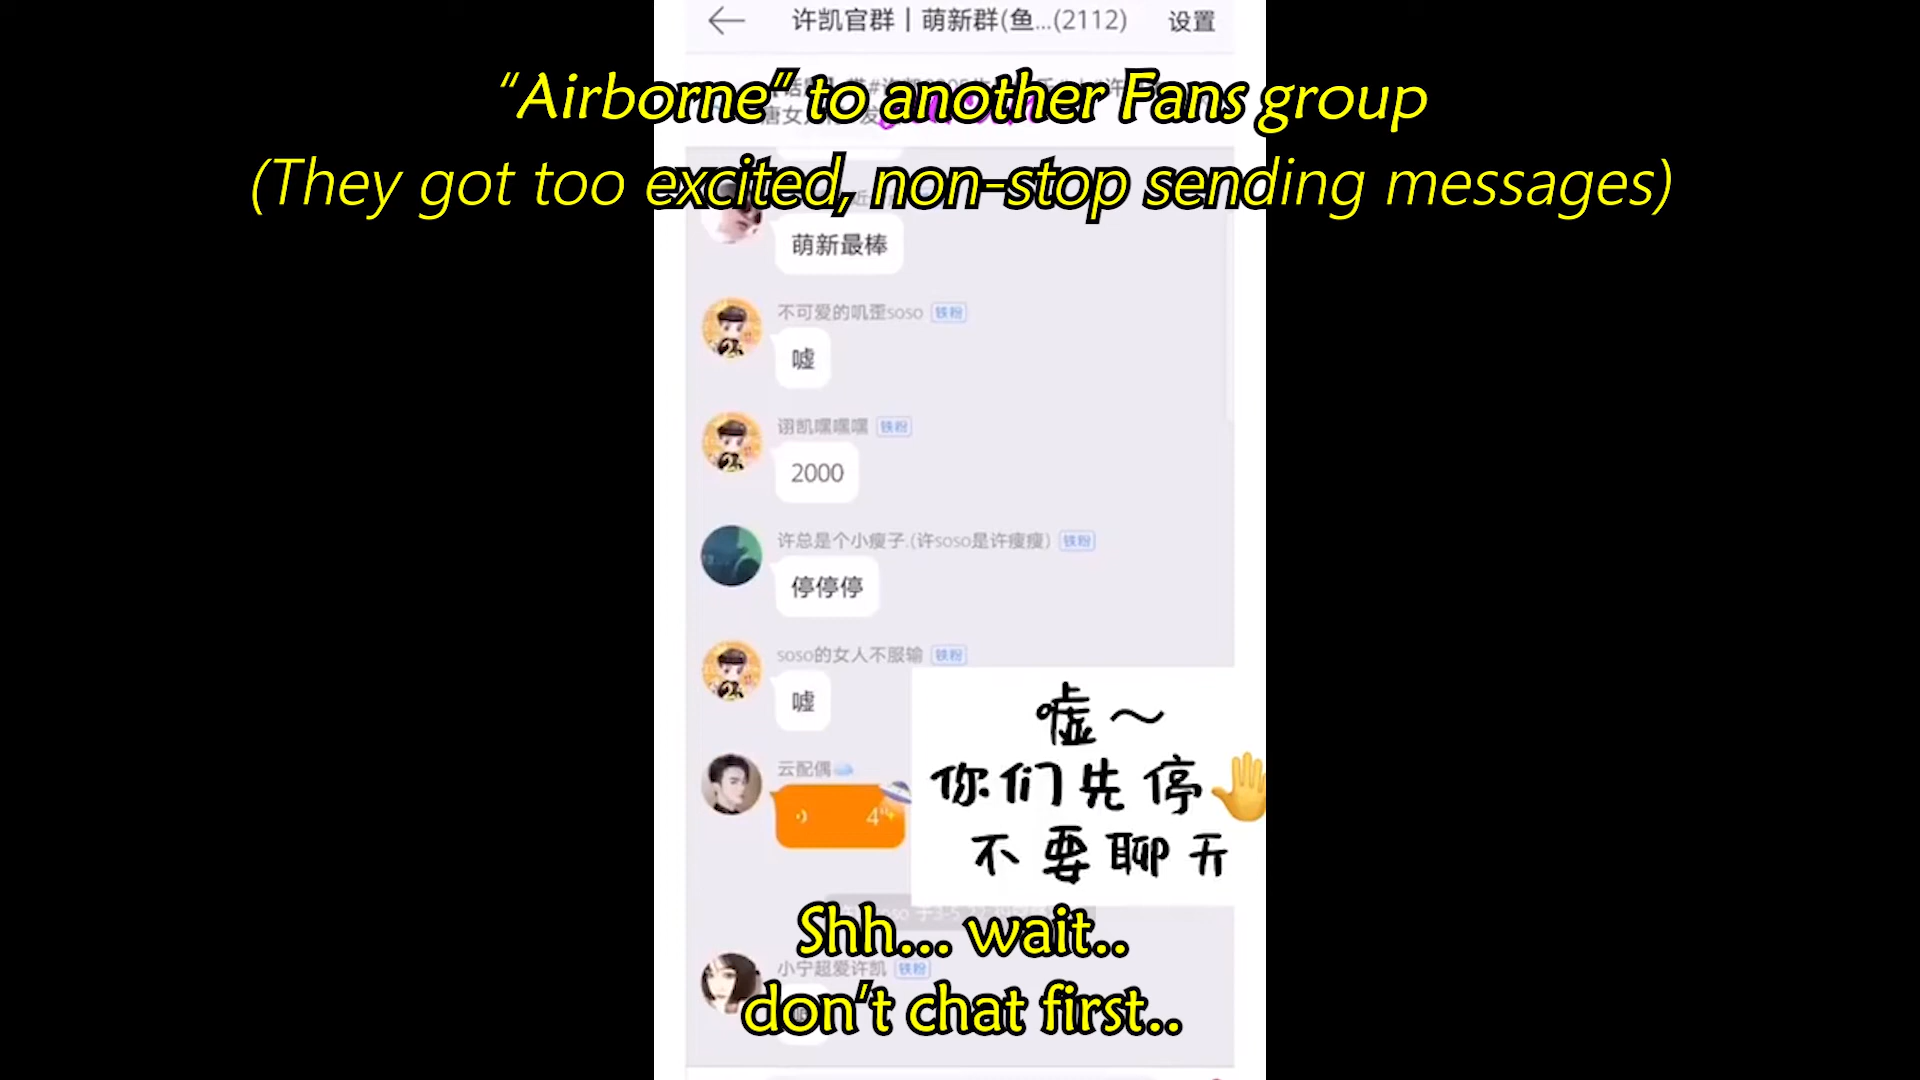 许凯官群 | 萌新群(鱼...(2112)
设置
“Airborne” to another Fans group
(They got too excited, non-stop sending messages)
萌新最棒
不可爱的叽歪soso 铁粉
嘘
诩凯嘿嘿嘿 铁粉
2000
许总是个小瘦子.(许soso是许瘦瘦) 铁粉
停停停
soso的女人不服输 铁粉
嘘
云配偶
4"
嘘～
你们先停
不要聊天
Shh... wait..
小宁超爱许凯 铁粉
don't chat first..